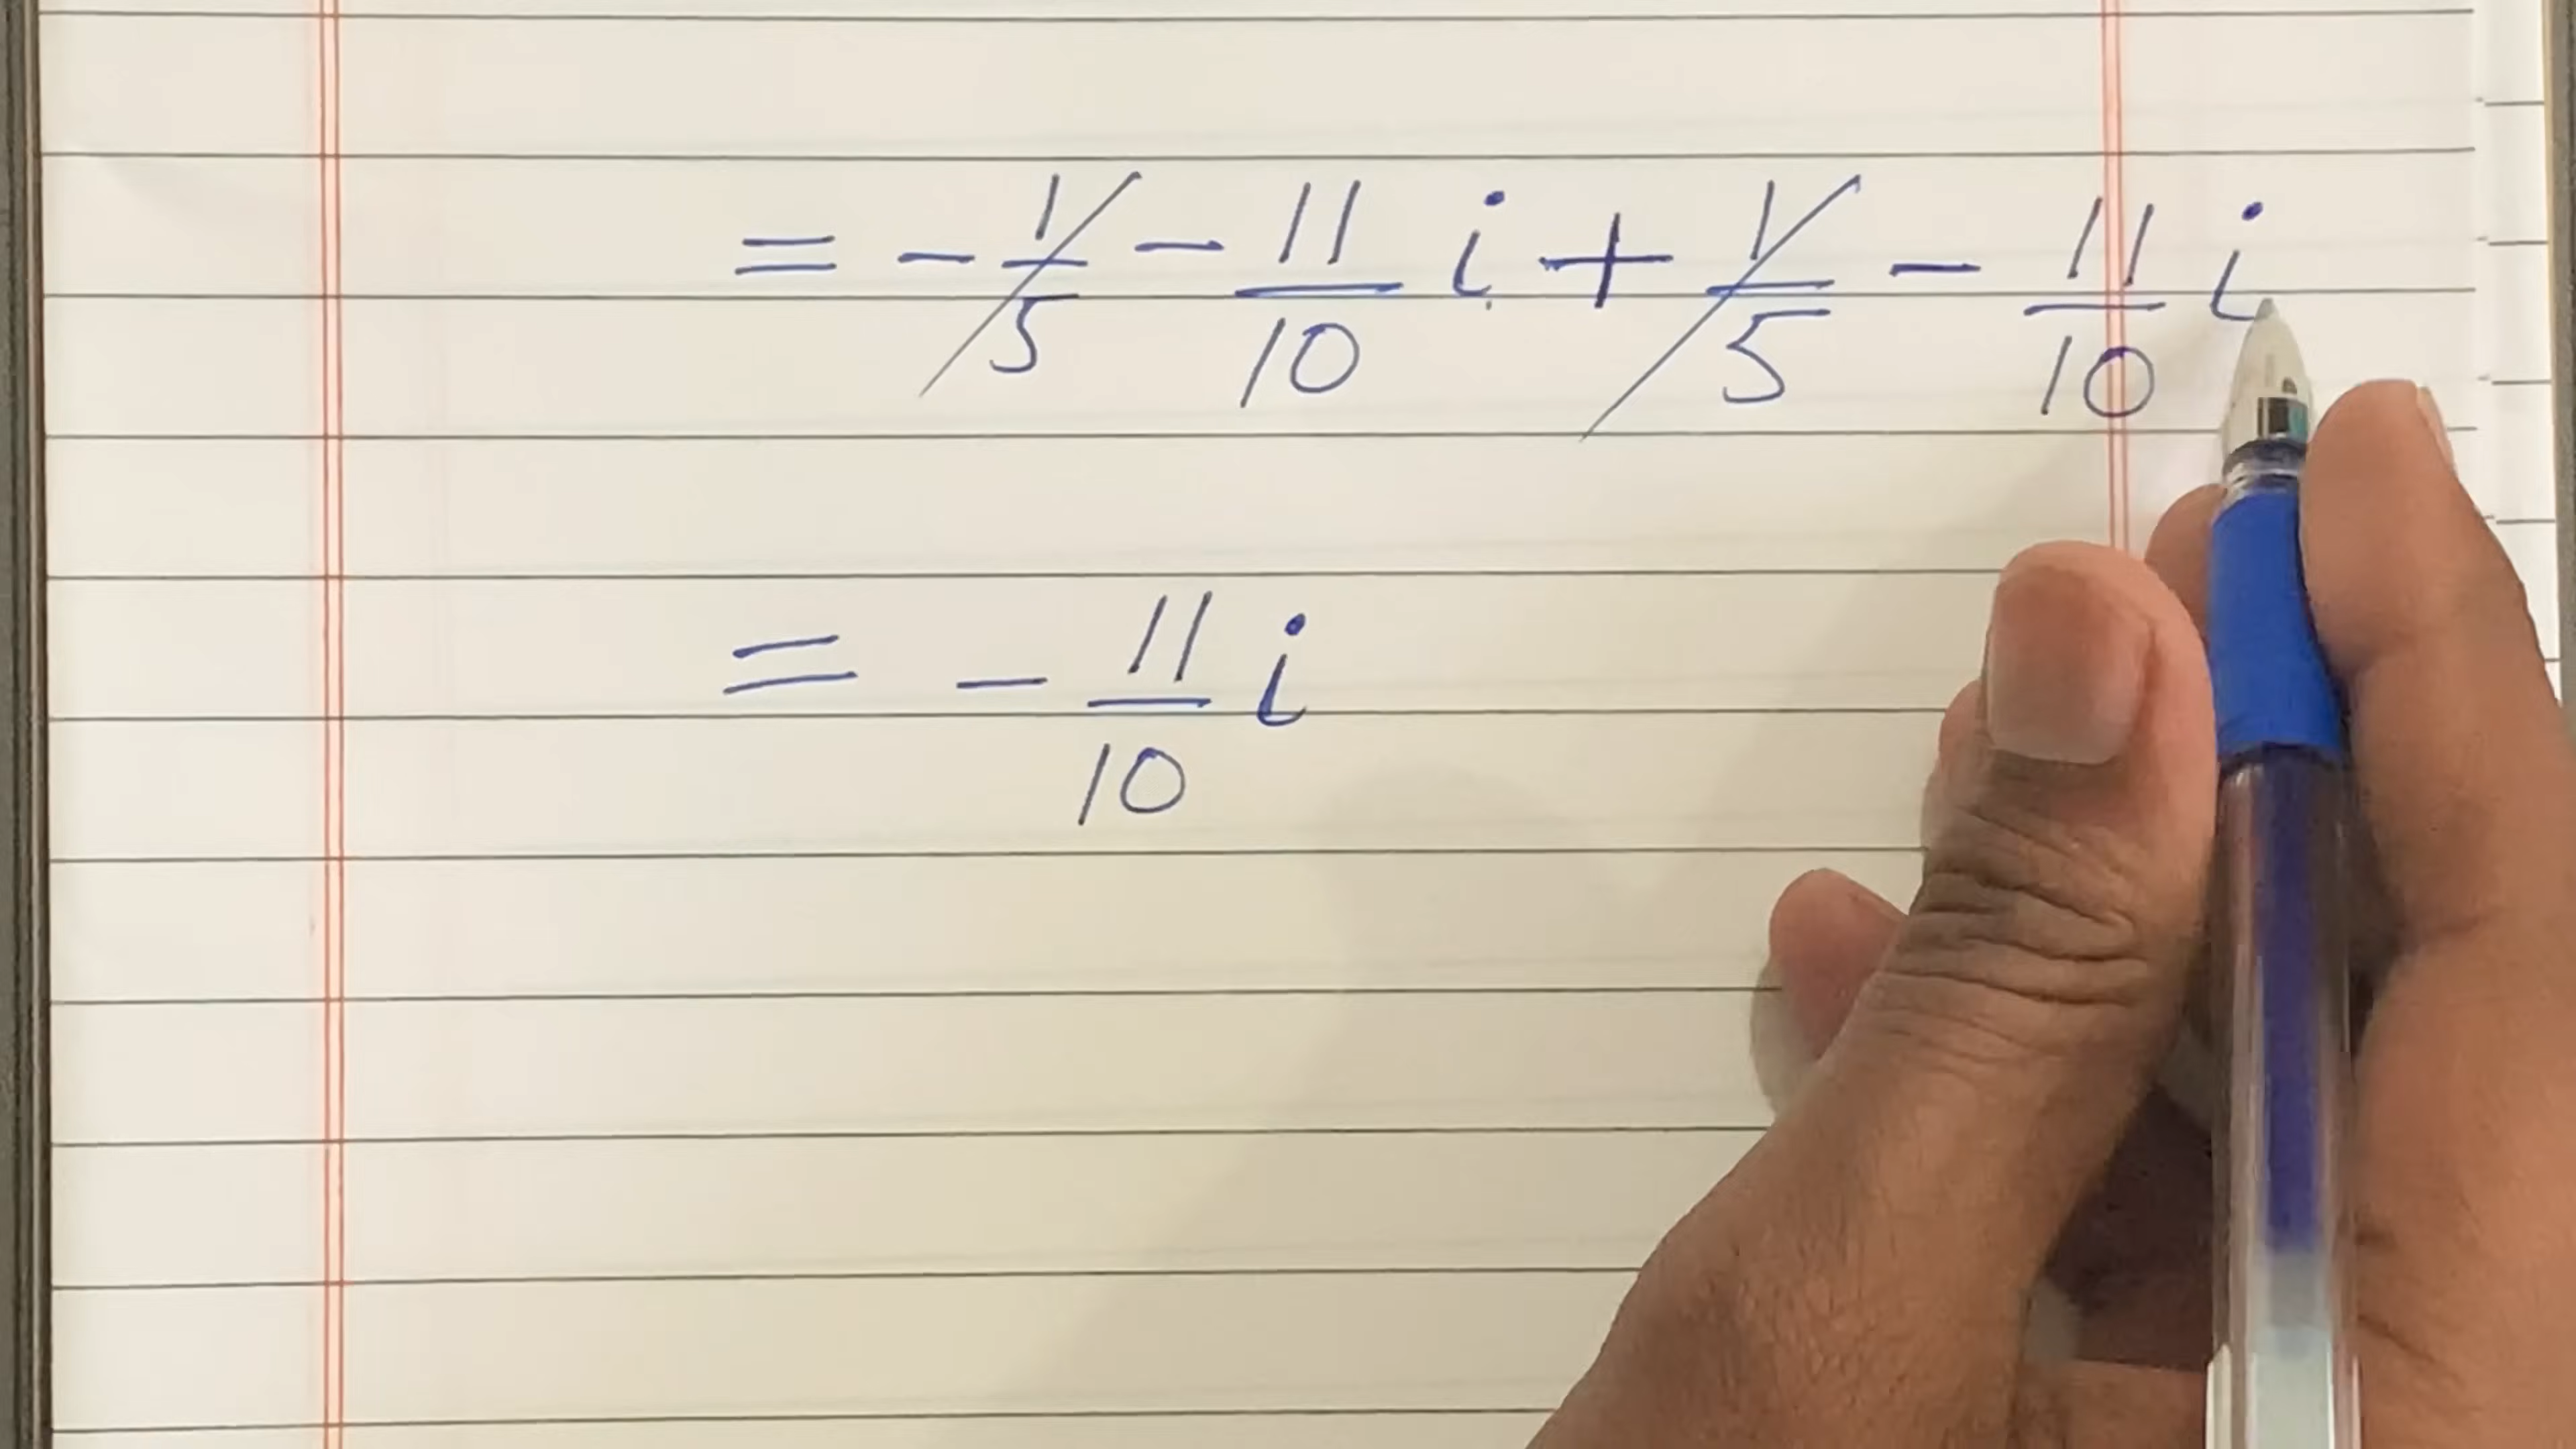 = - 1/5 - 11/10 i + 1/5 - 11/10 i
= - 11/10 i